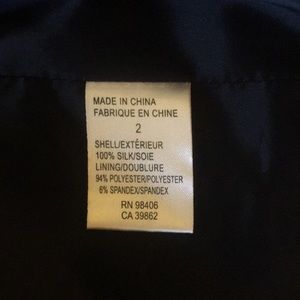 MADE IN CHINA
FABRIQUE EN CHINE
2
SHELL/EXTÉRIEUR
100% SILK/SOIE
LINING/DOUBLURE
94% POLYESTER/POLYESTER
6% SPANDEX/SPANDEX
RN 98406
CA 39862